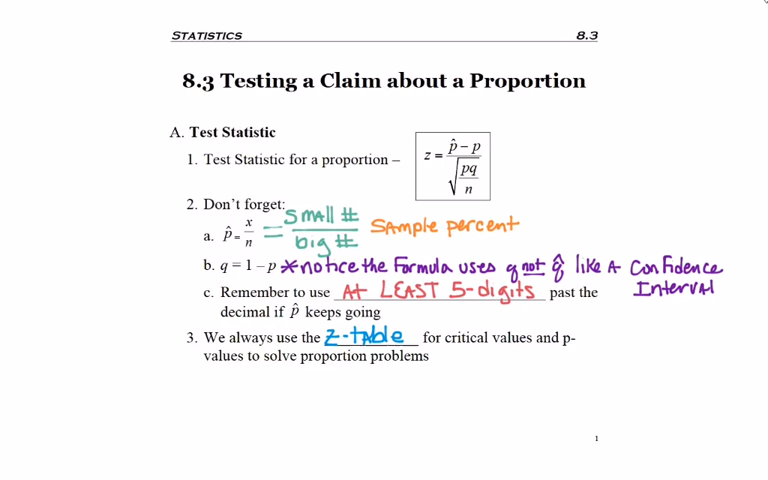 STATISTICS 8.3
8.3 Testing a Claim about a Proportion
A. Test Statistic
1. Test Statistic for a proportion – z = (p̂ − p) / √(pq/n)
2. Don't forget:
a. p̂ = x/n = Small # / big # Sample percent
b. q = 1 – p *notice the Formula uses q not q̂ like A Confidence Interval
c. Remember to use At LEAST 5-digits past the
decimal if p̂ keeps going
3. We always use the Z-table for critical values and p-
values to solve proportion problems
1